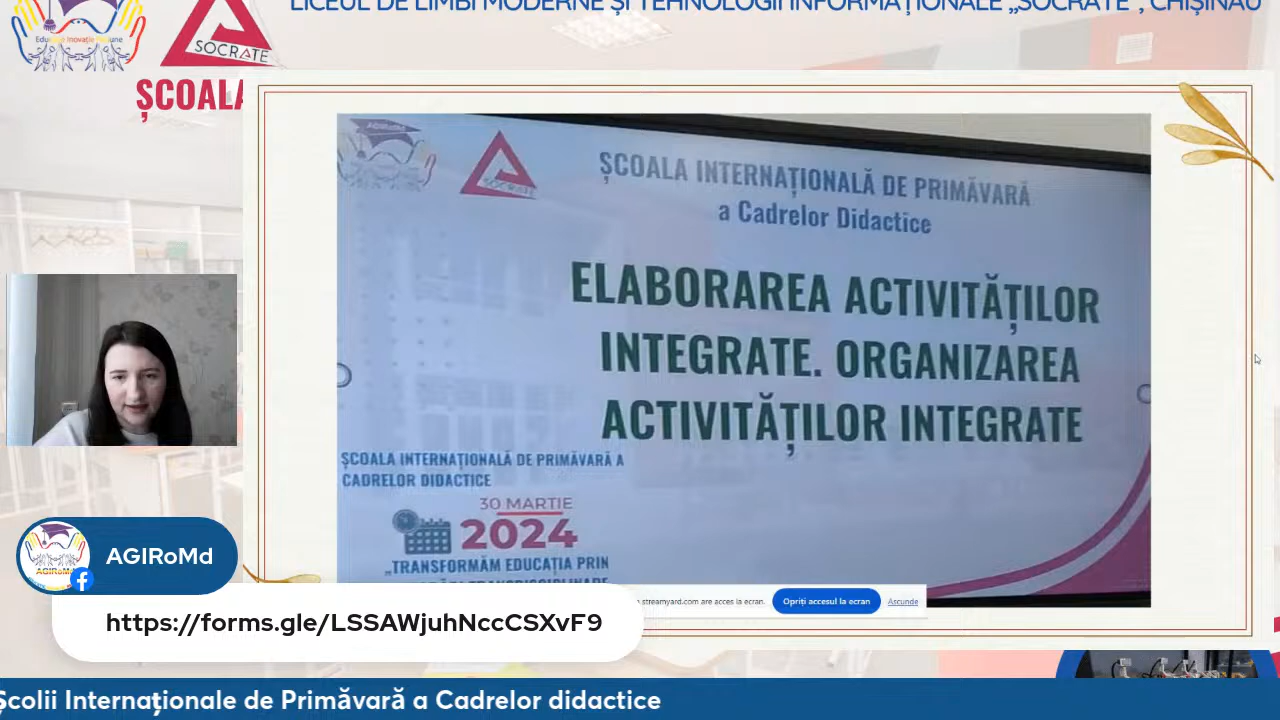 LICEUL DE LIMBI MODERNE ȘI TEHNOLOGII INFORMAȚIONALE „SOCRATE", CHIȘINĂU
SOCRATE
ȘCOALA
AGIRoMd
SOCRATE
ȘCOALA INTERNAȚIONALĂ DE PRIMĂVARĂ
a Cadrelor Didactice
ELABORAREA ACTIVITĂȚILOR
INTEGRATE. ORGANIZAREA
ACTIVITĂȚILOR INTEGRATE
ȘCOALA INTERNAȚIONALĂ DE PRIMĂVARĂ A
CADRELOR DIDACTICE
30 MARTIE
2024
„TRANSFORMĂM EDUCAȚIA PRIN
streamyard.com are acces la ecran.
Opriți accesul la ecran
Ascunde
AGIRoMd
https://forms.gle/LSSAWjuhNccCSXvF9
Școlii Internaționale de Primăvară a Cadrelor didactice